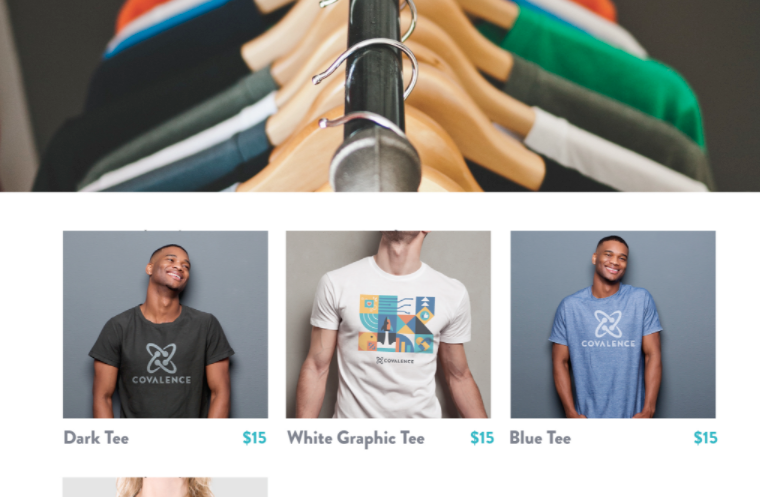 COVALENCE
COVALENCE
COVALENCE
Dark Tee $15
White Graphic Tee $15
Blue Tee $15